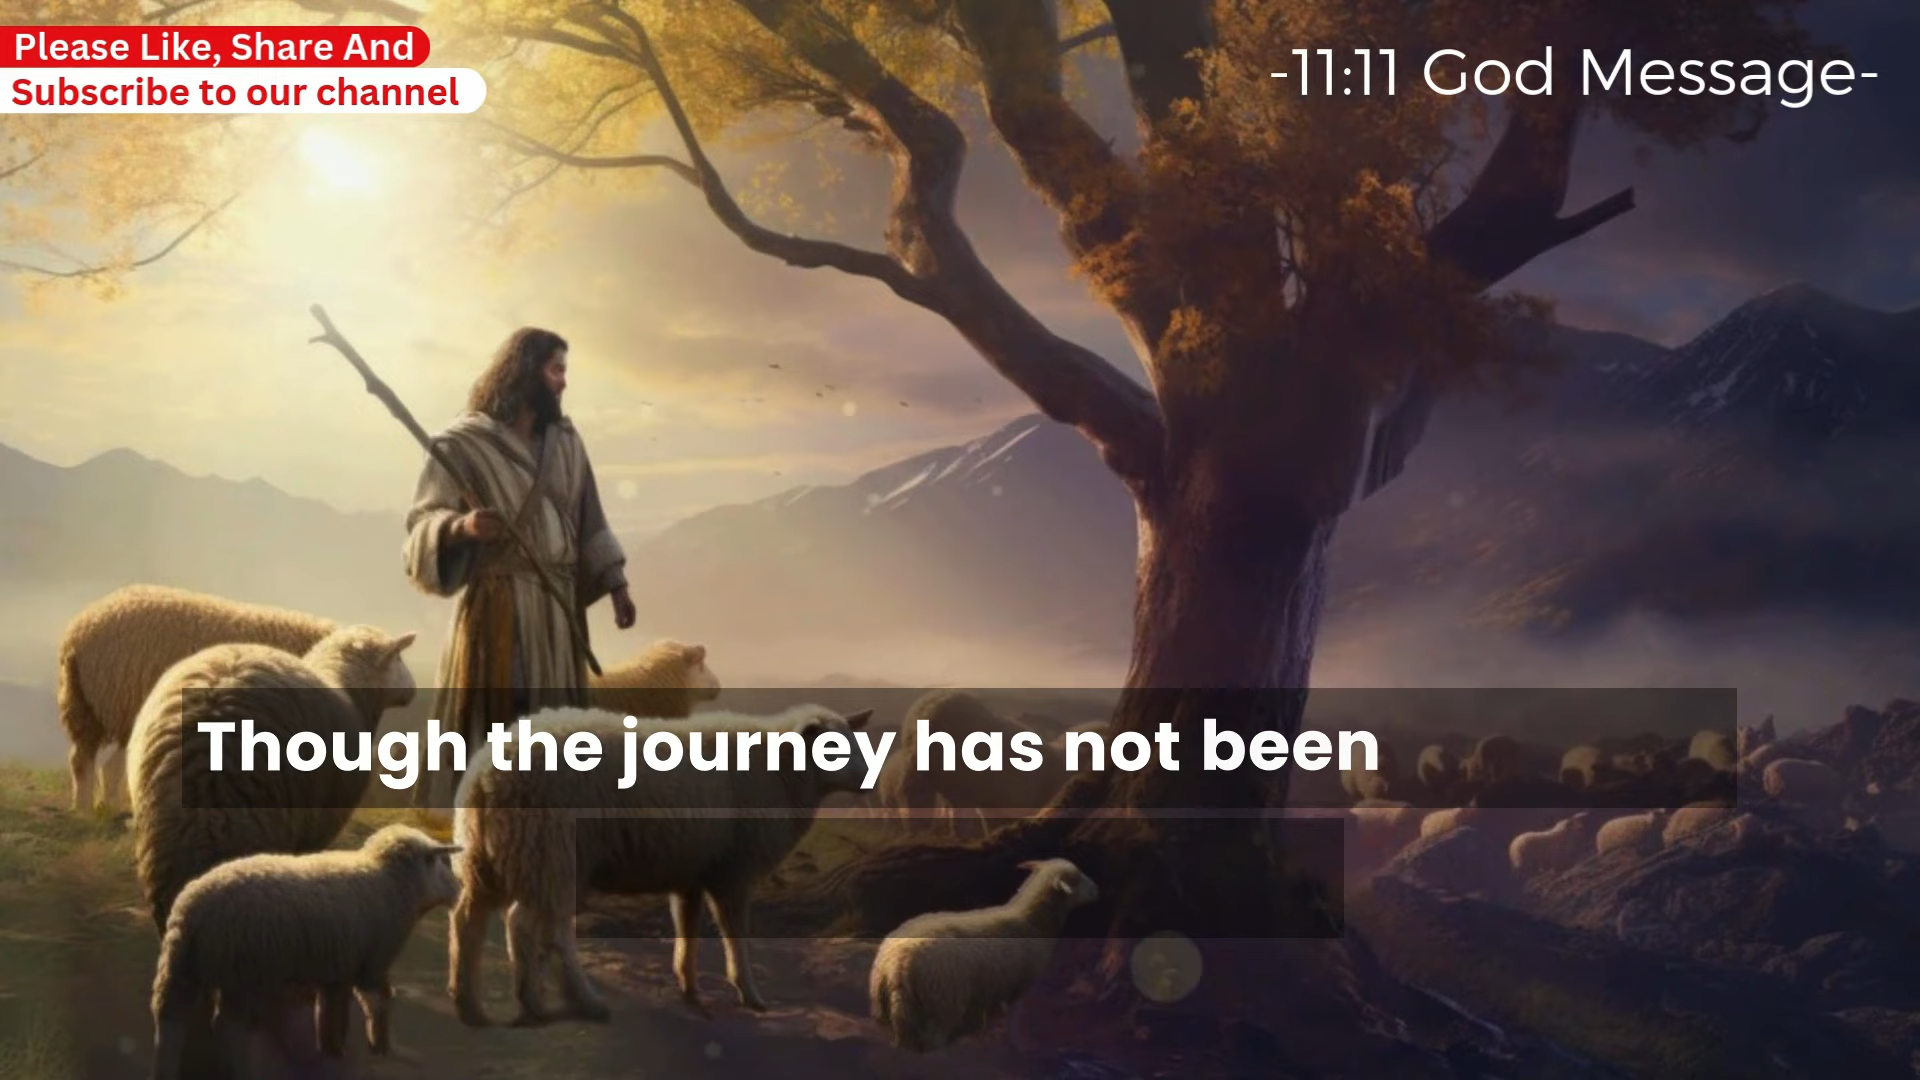 Please Like, Share And
Subscribe to our channel
-11:11 God Message-
Though the journey has not been